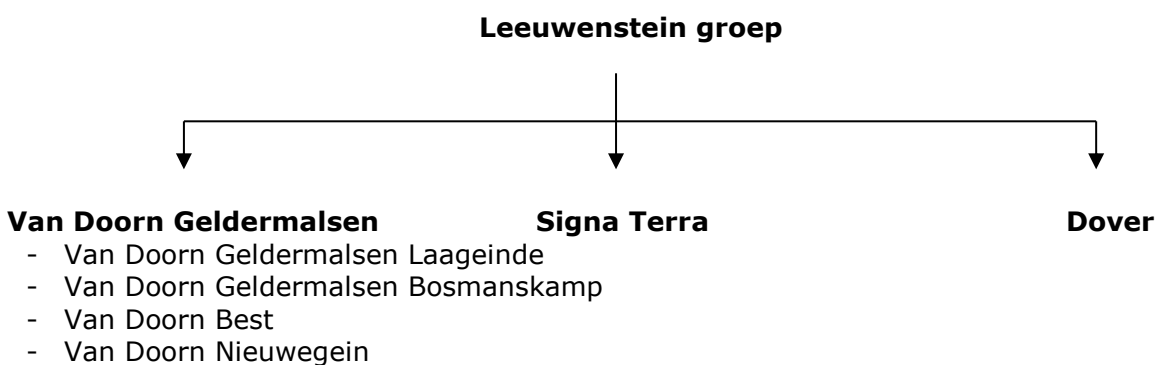 Leeuwenstein groep
Van Doorn Geldermalsen Signa Terra Dover
- Van Doorn Geldermalsen Laageinde
- Van Doorn Geldermalsen Bosmanskamp
- Van Doorn Best
- Van Doorn Nieuwegein